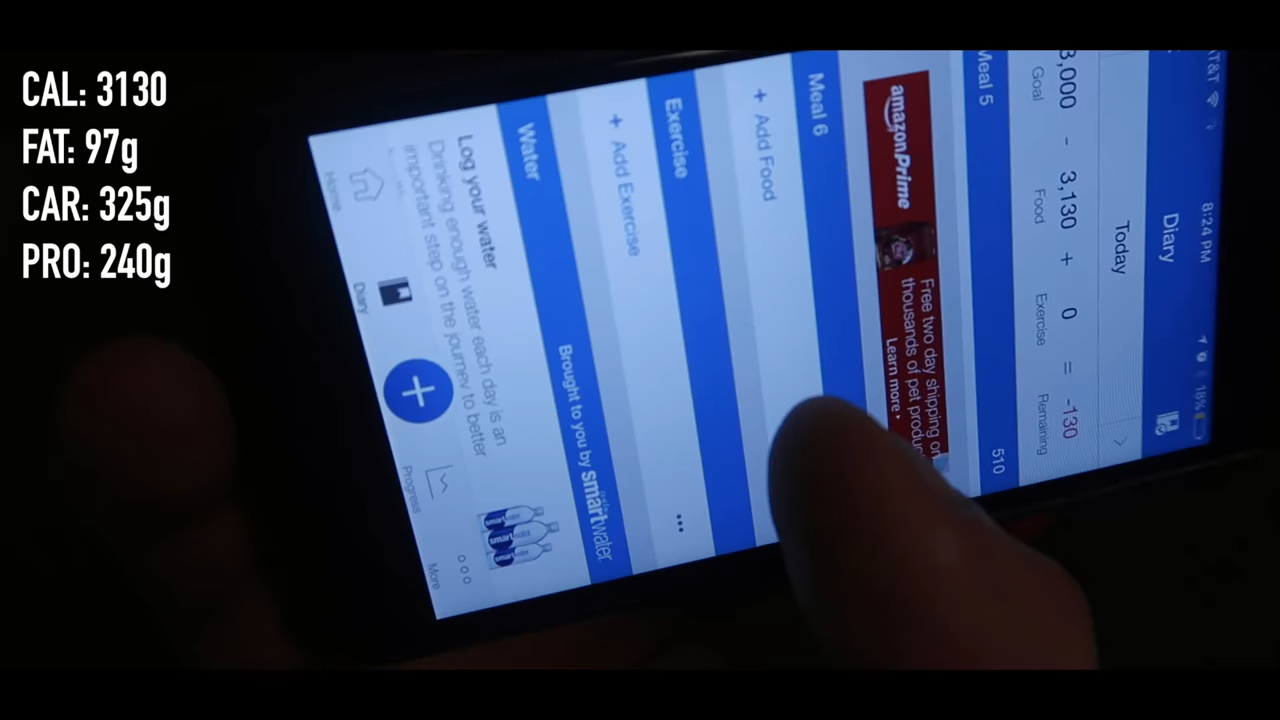 CAL: 3130
FAT: 97g
CAR: 325g
PRO: 240g
AT&T 8:24 PM 18%
Diary
Today
3,000 - 3,130 + 0 = -130
Goal Food Exercise Remaining
Meal 5 510
amazonPrime
Free two day shipping on
thousands of pet
Learn more
Meal 6
+ Add Food
Exercise
+ Add Exercise
Water
Brought to you by smartwater
Log your water
Drinking enough water each day is an
important step on the journey to better
Home Diary Progress More